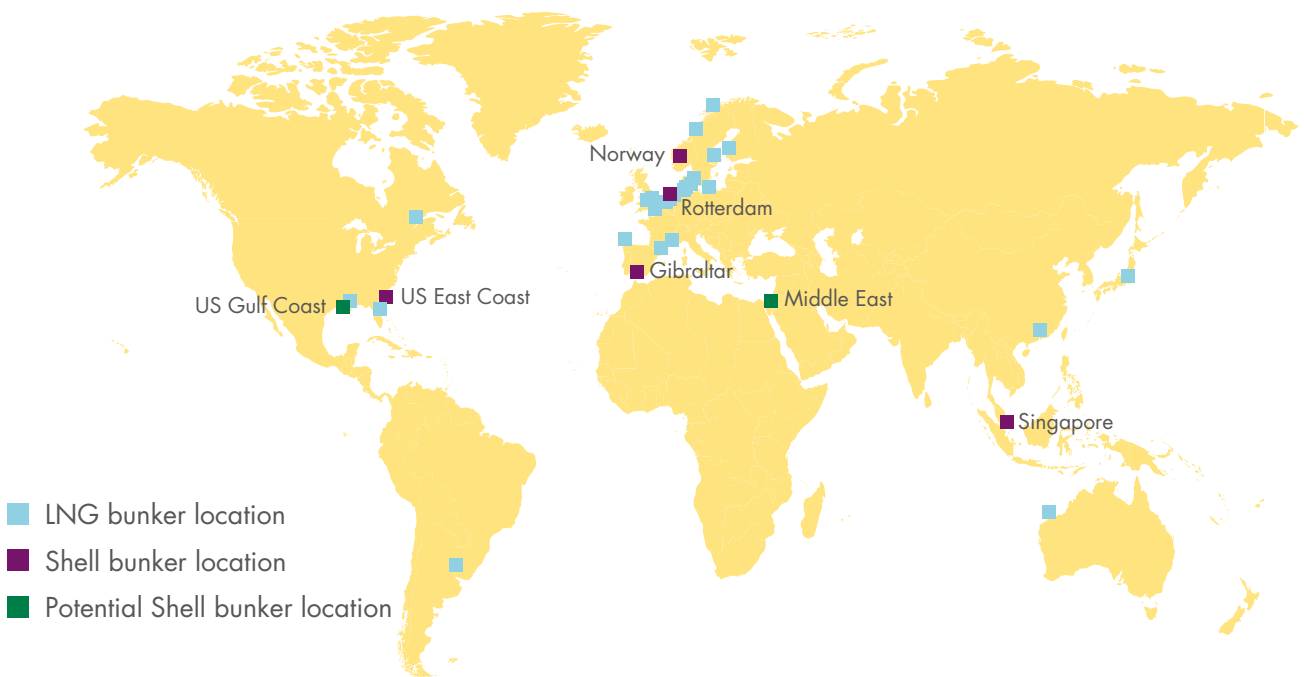 Norway
Rotterdam
Gibraltar
US Gulf Coast
US East Coast
Middle East
Singapore
LNG bunker location
Shell bunker location
Potential Shell bunker location